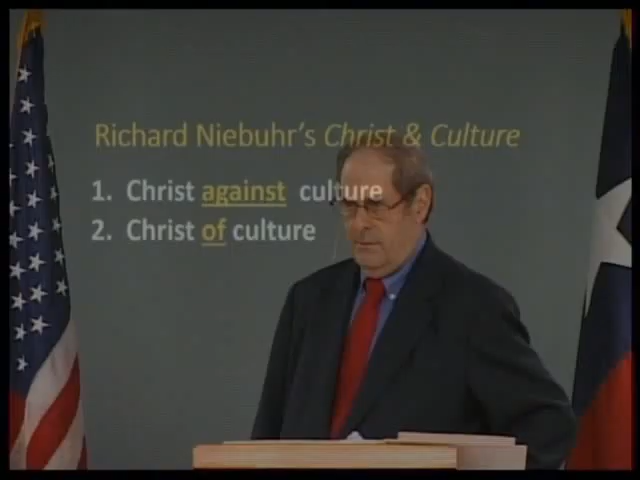 Richard Niebuhr's Christ & Culture
1. Christ against culture
2. Christ of culture